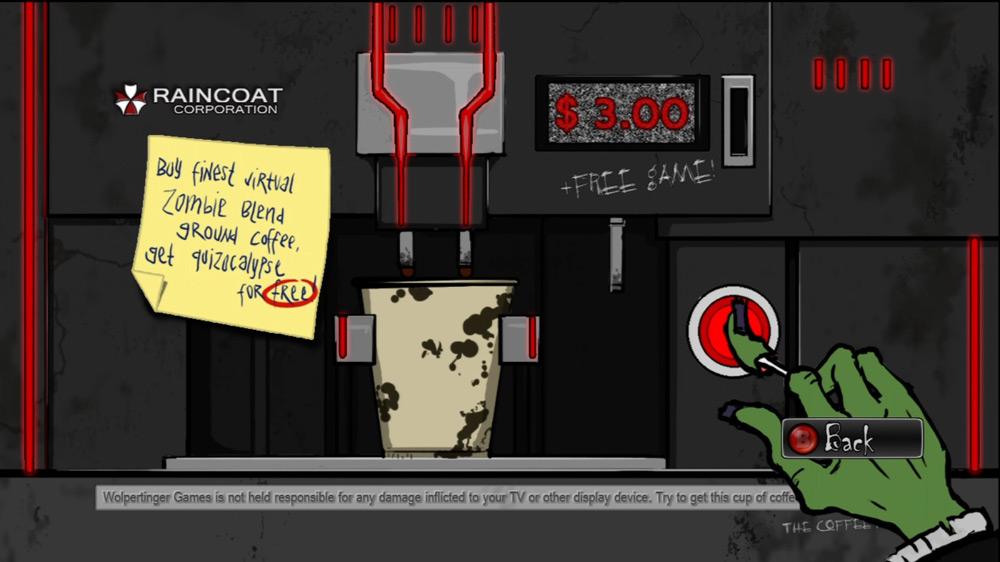 RAINCOAT
CORPORATION
$ 3.00
+FREE GAME!
Buy finest virtual
Zombie Blend
ground coffee,
get quizocalypse
for free!
Back
Wolpertinger Games is not held responsible for any damage inflicted to your TV or other display device. Try to get this cup of coffe
THE COFFEE